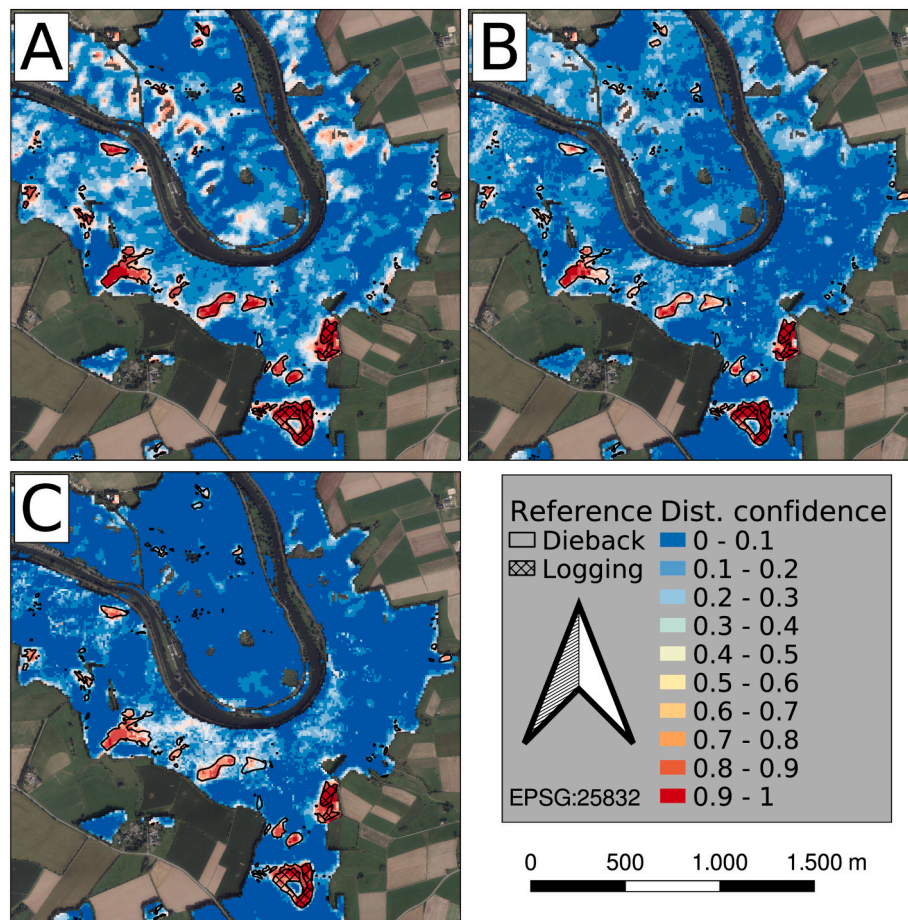 A
B
C
Reference Dist. confidence
Dieback 0 - 0.1
Logging 0.1 - 0.2
0.2 - 0.3
0.3 - 0.4
0.4 - 0.5
0.5 - 0.6
0.6 - 0.7
0.7 - 0.8
0.8 - 0.9
EPSG:25832 0.9 - 1
0 500 1.000 1.500 m